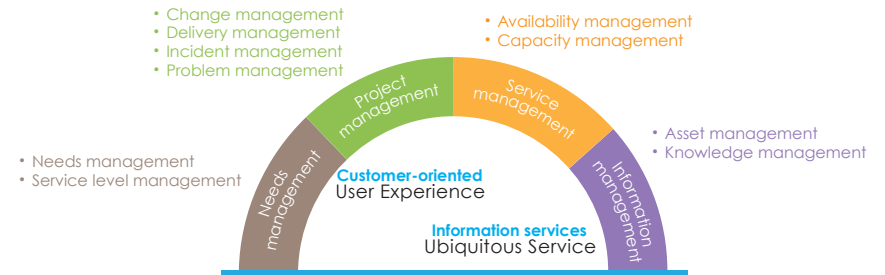 • Change management
• Delivery management
• Incident management
• Problem management
• Availability management
• Capacity management
Project
management
Service
management
• Needs management
• Service level management
Needs
management
• Asset management
• Knowledge management
Information
management
Customer-oriented
User Experience
Information services
Ubiquitous Service